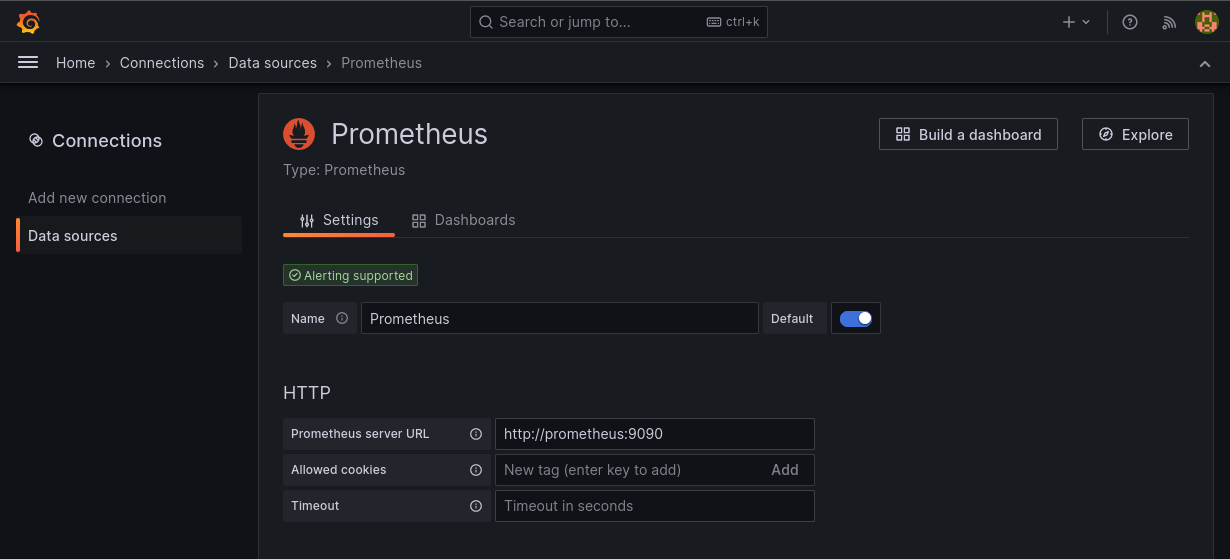 Search or jump to... ctrl+k
Home › Connections › Data sources › Prometheus
Connections
Add new connection
Data sources
Prometheus
Build a dashboard
Explore
Type: Prometheus
Settings
Dashboards
Alerting supported
Name Prometheus Default
HTTP
Prometheus server URL http://prometheus:9090
Allowed cookies New tag (enter key to add) Add
Timeout Timeout in seconds